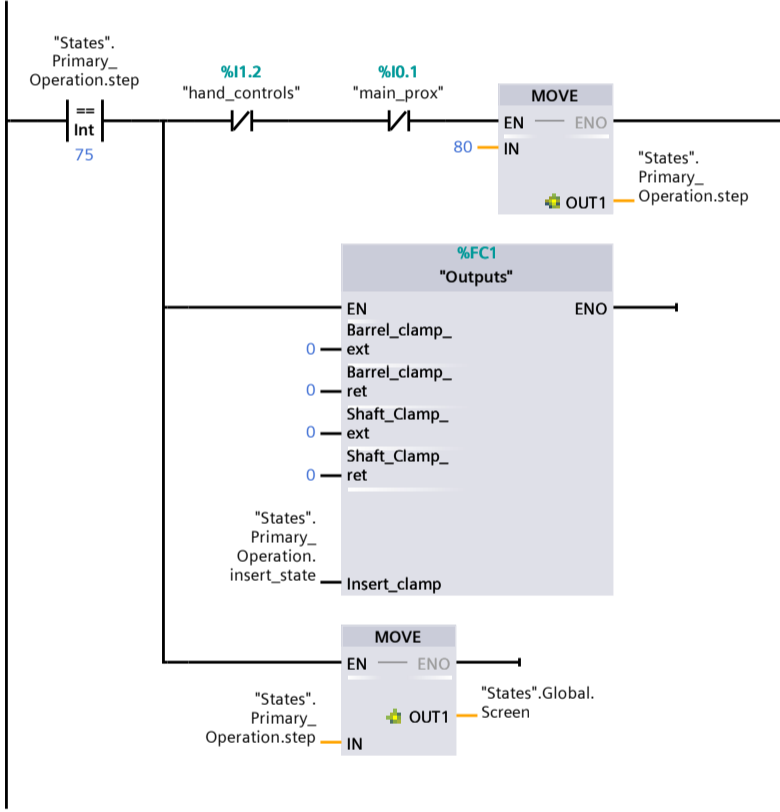 "States".
Primary_
Operation.step
==
Int
75
%I1.2
"hand_controls"
%I0.1
"main_prox"
MOVE
EN
ENO
80
IN
OUT1
"States".
Primary_
Operation.step
%FC1
"Outputs"
EN
ENO
Barrel_clamp_
0
ext
Barrel_clamp_
0
ret
Shaft_Clamp_
0
ext
Shaft_Clamp_
0
ret
"States".
Primary_
Operation.
insert_state
Insert_clamp
MOVE
EN
ENO
"States".
Primary_
Operation.step
IN
OUT1
"States".Global.
Screen